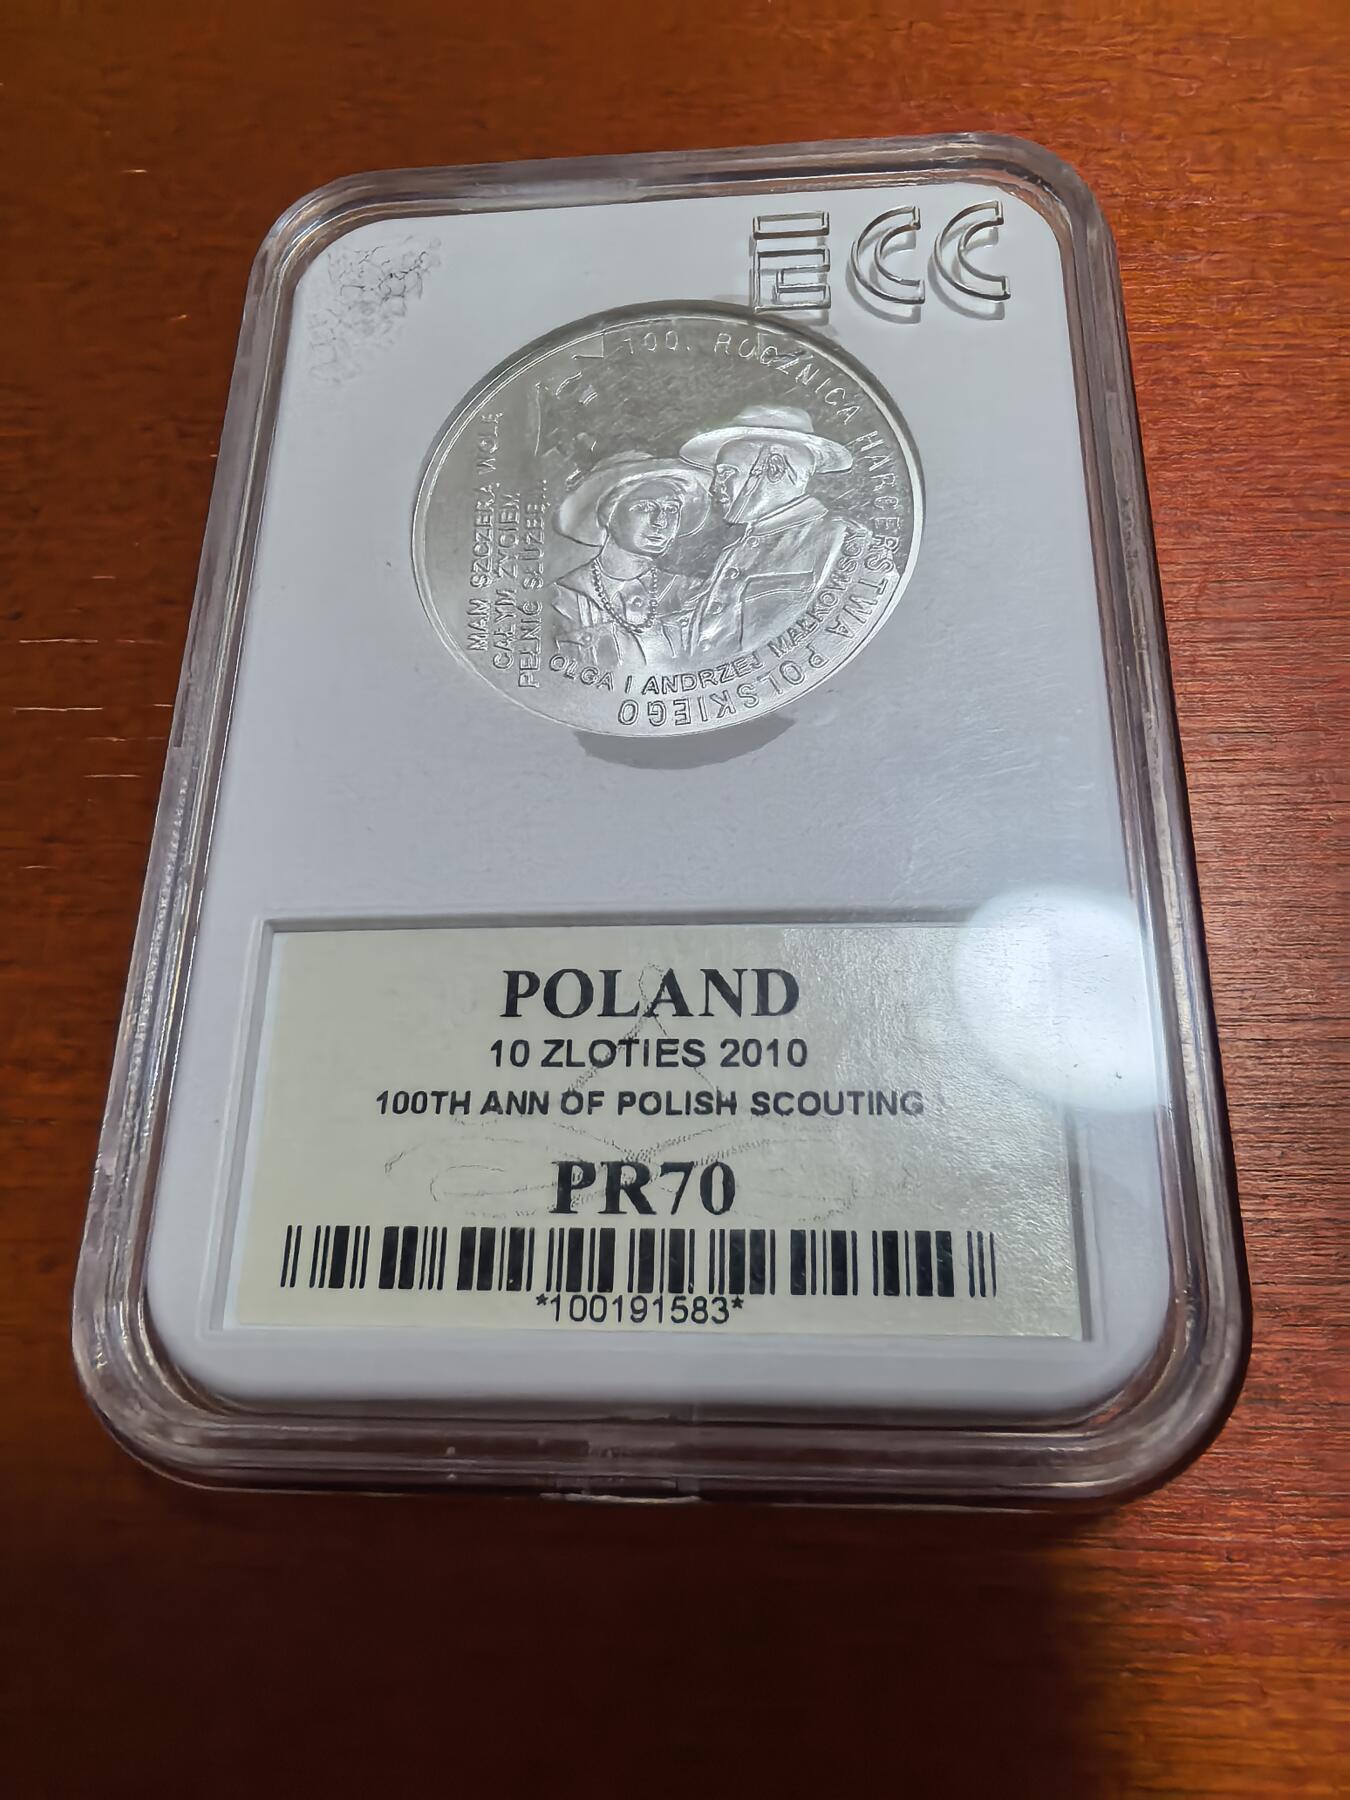 ECC
100. ROCZNICA HARCERSTWA POLSKIEGO
MAM SZCZERĄ WOLĘ
CAŁYM ŻYCIEM
PEŁNIĆ SŁUŻBĘ...
OLGA I ANDRZEJ MAŁKOWSCY
POLAND
10 ZLOTIES 2010
100TH ANN OF POLISH SCOUTING
PR70
*100191583*